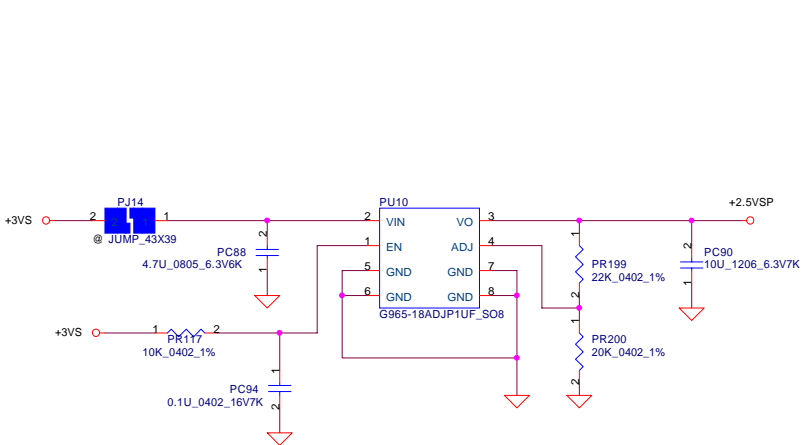 +2.5VSP
PJ14
PU10
+3VS
2
1
2
VIN
VO
3
@ JUMP_43X39
1
EN
ADJ
4
2
1
PC88
4.7U_0805_6.3V6K
5
GND
GND
7
6
GND
GND
8
G965-18ADJP1UF_SO8
1
PR199
22K_0402_1%
2
2
PC90
10U_1206_6.3V7K
1
+3VS
1
2
PR117
10K_0402_1%
1
PR200
20K_0402_1%
2
1
PC94
0.1U_0402_16V7K
2